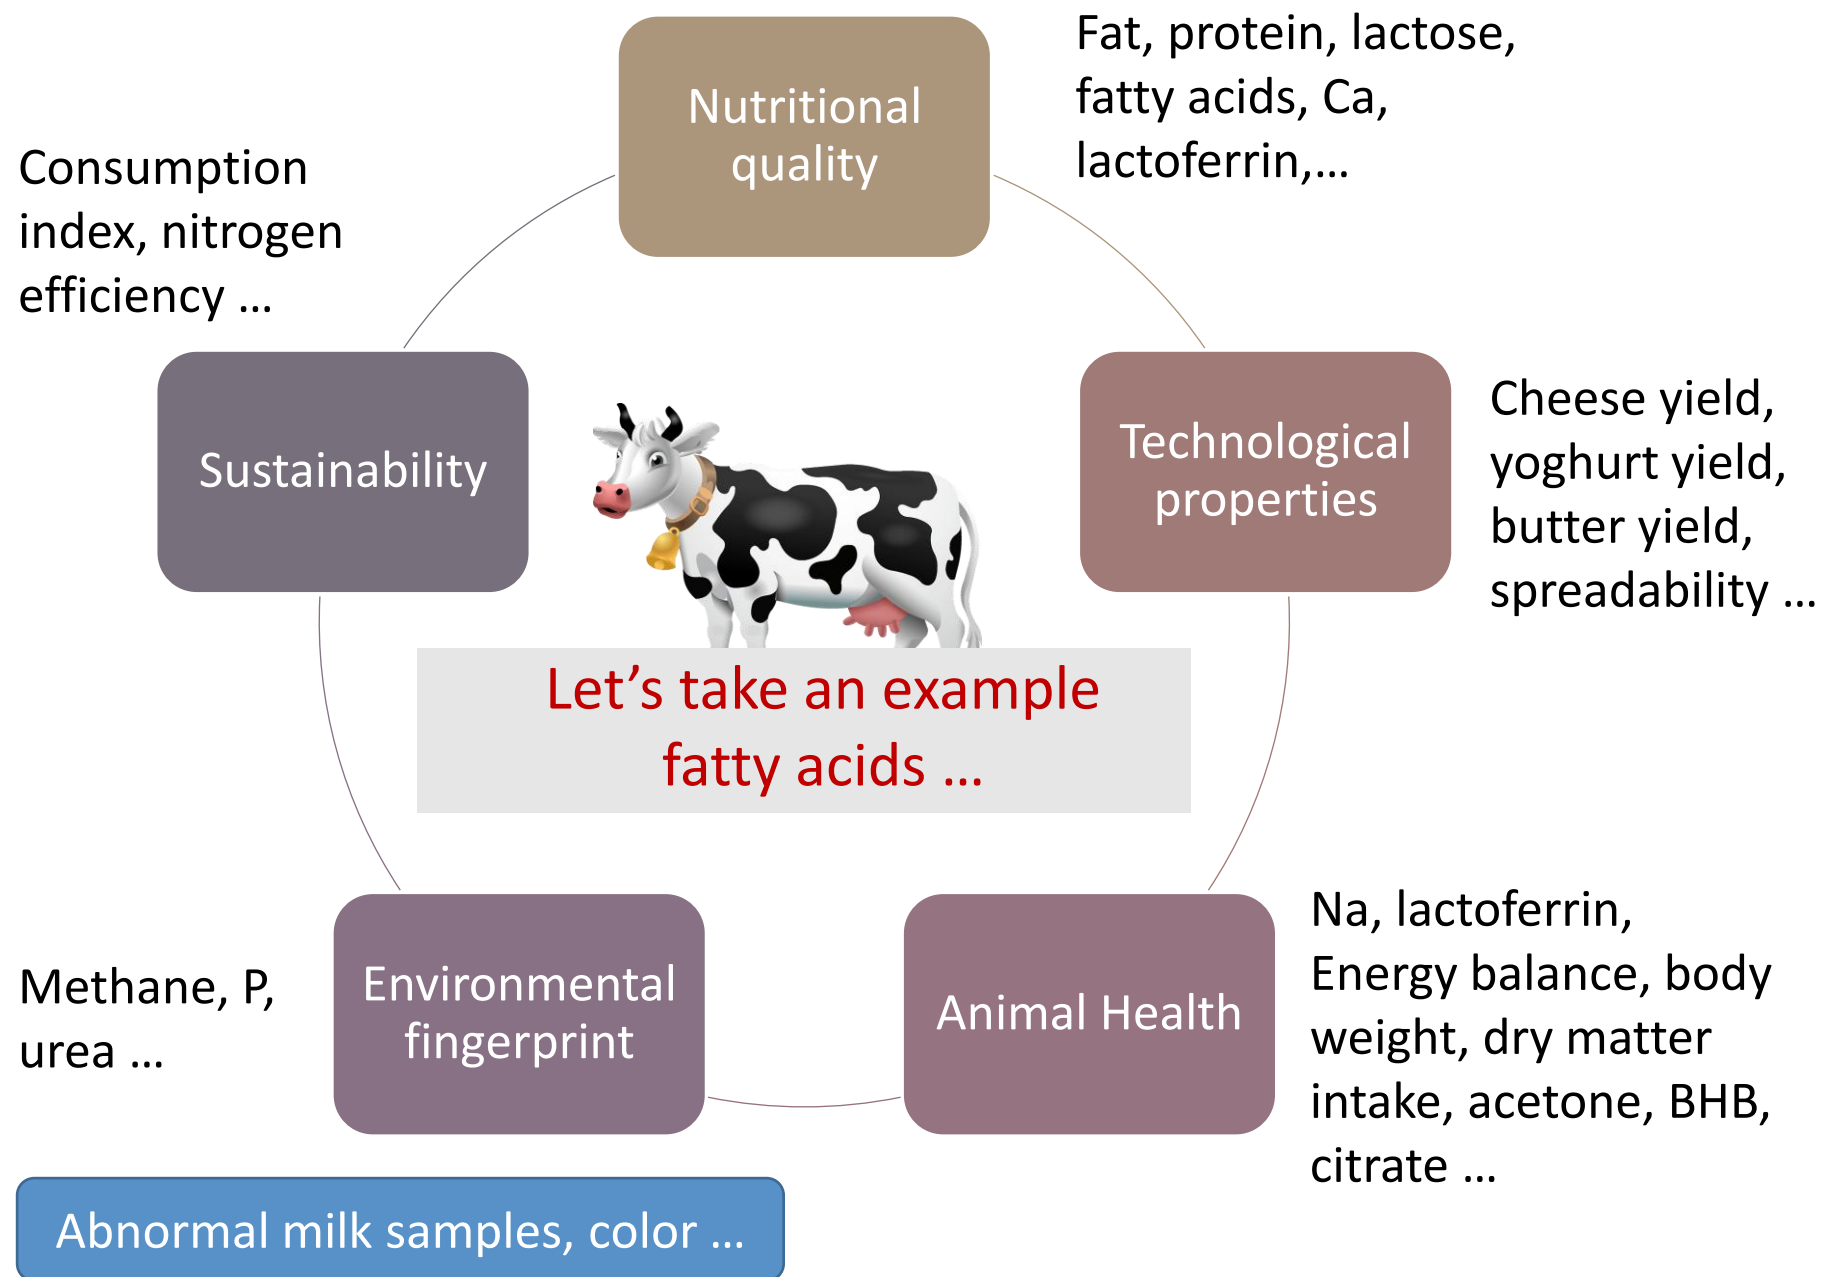 Nutritional
quality
Fat, protein, lactose,
fatty acids, Ca,
lactoferrin,...
Consumption
index, nitrogen
efficiency ...
Sustainability
Technological
properties
Cheese yield,
yoghurt yield,
butter yield,
spreadability ...
Let’s take an example
fatty acids ...
Methane, P,
urea ...
Environmental
fingerprint
Animal Health
Na, lactoferrin,
Energy balance, body
weight, dry matter
intake, acetone, BHB,
citrate ...
Abnormal milk samples, color ...